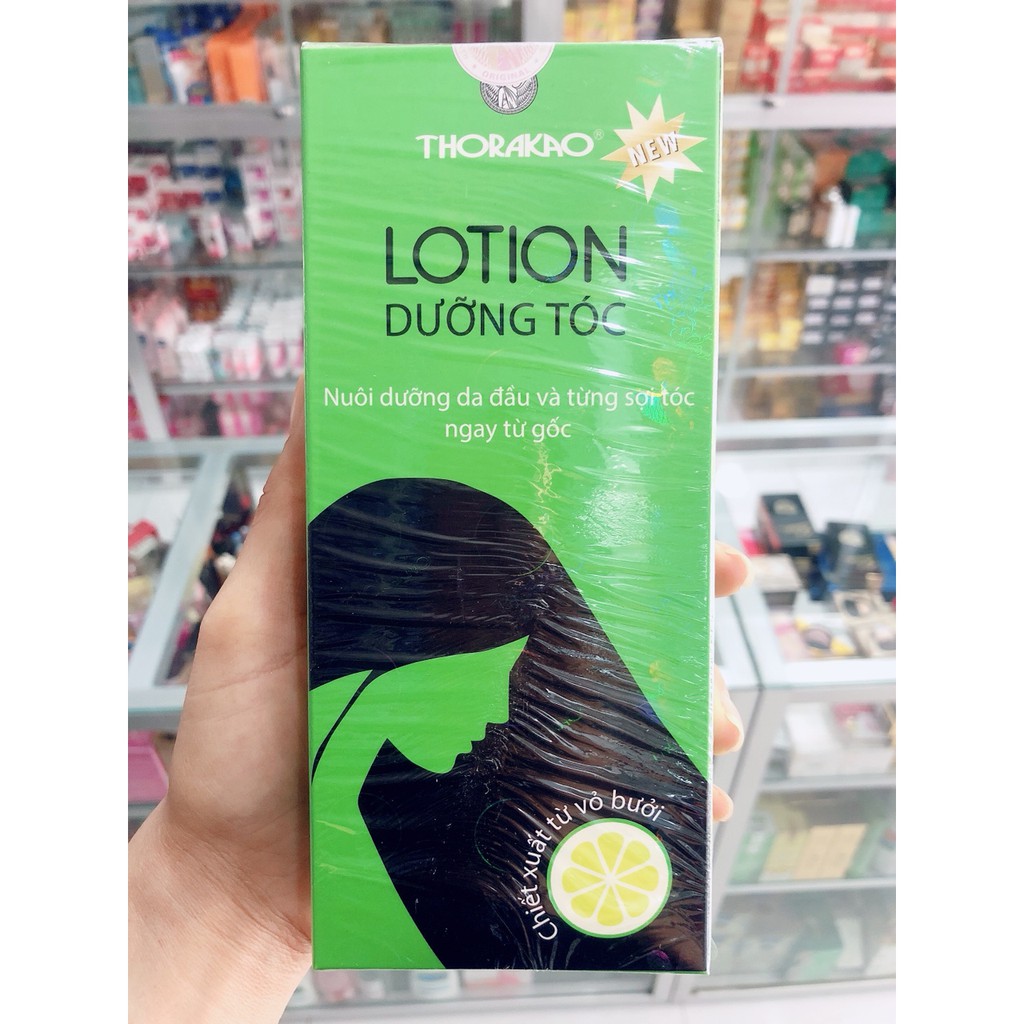 ORIGINAL
THORAKAO®
NEW
LOTION
DƯỠNG TÓC
Nuôi dưỡng da đầu và từng sợi tóc
ngay từ gốc
Chiết xuất từ vỏ bưởi